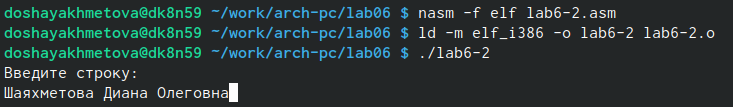 doshayakhmetova@dk8n59 ~/work/arch-pc/lab06 $ nasm -f elf lab6-2.asm
doshayakhmetova@dk8n59 ~/work/arch-pc/lab06 $ ld -m elf_i386 -o lab6-2 lab6-2.o
doshayakhmetova@dk8n59 ~/work/arch-pc/lab06 $ ./lab6-2
Введите строку:
Шаяхметова Диана Олеговна